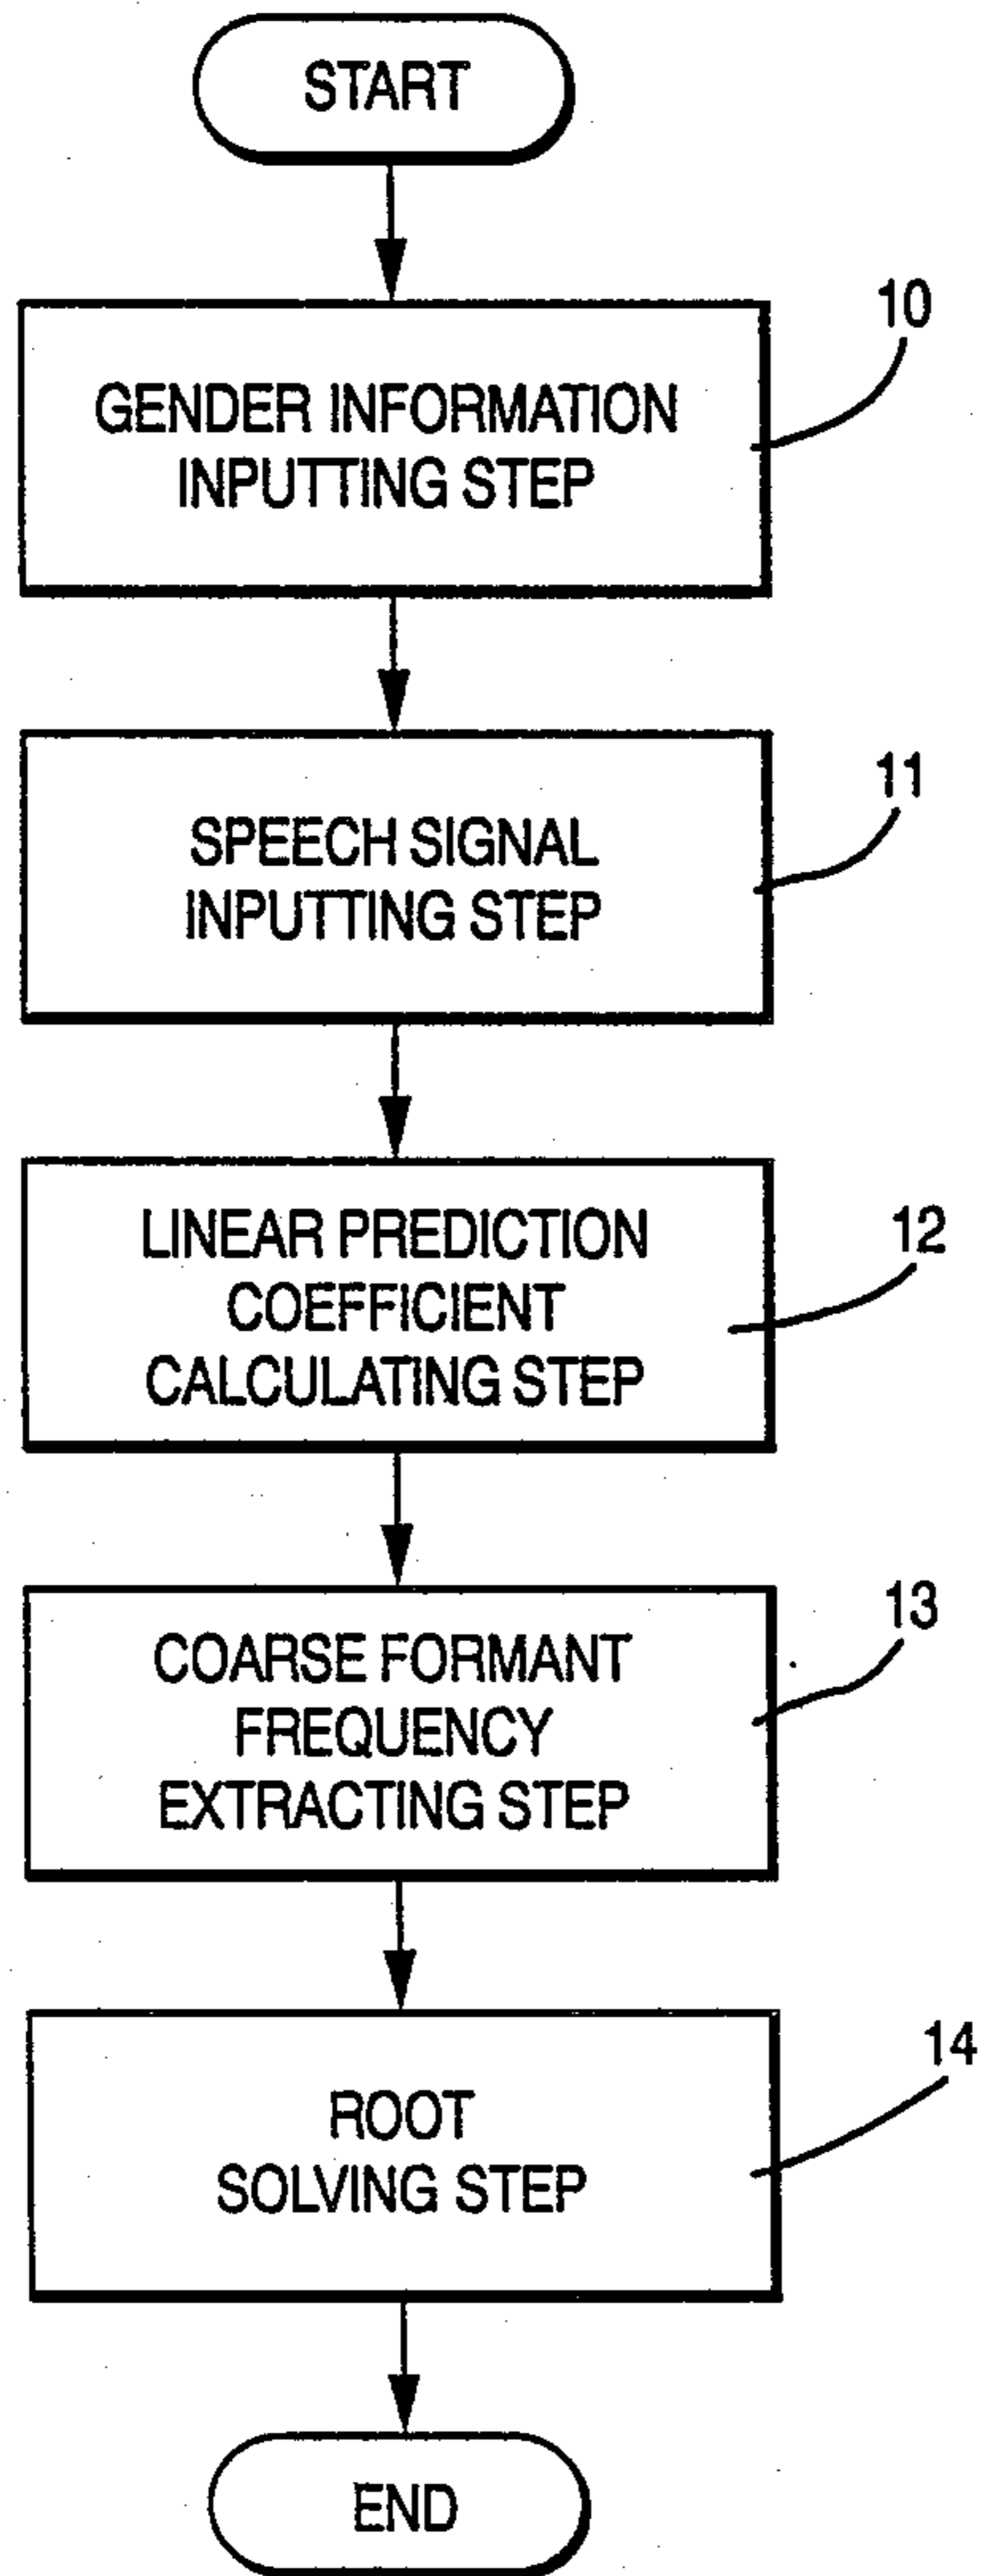 START
10
GENDER INFORMATION
INPUTTING STEP
11
SPEECH SIGNAL
INPUTTING STEP
12
LINEAR PREDICTION
COEFFICIENT
CALCULATING STEP
13
COARSE FORMANT
FREQUENCY
EXTRACTING STEP
14
ROOT
SOLVING STEP
END